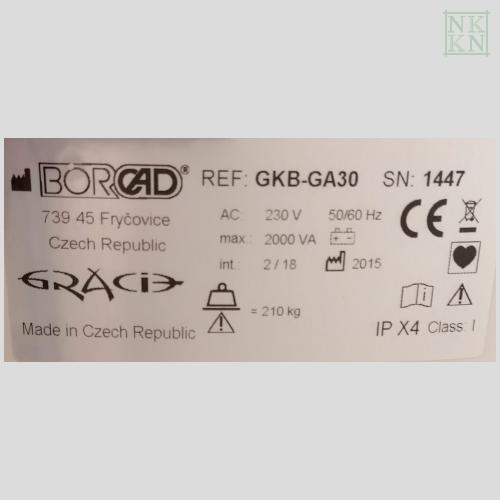 NK
KN
BORCAD® REF: GKB-GA30 SN: 1447
739 45 Fryčovice
Czech Republic
AC: 230 V 50/60 Hz
max.: 2000 VA
int.: 2 / 18 2015
CE
GRACIE
= 210 kg
Made in Czech Republic
IP X4 Class: I